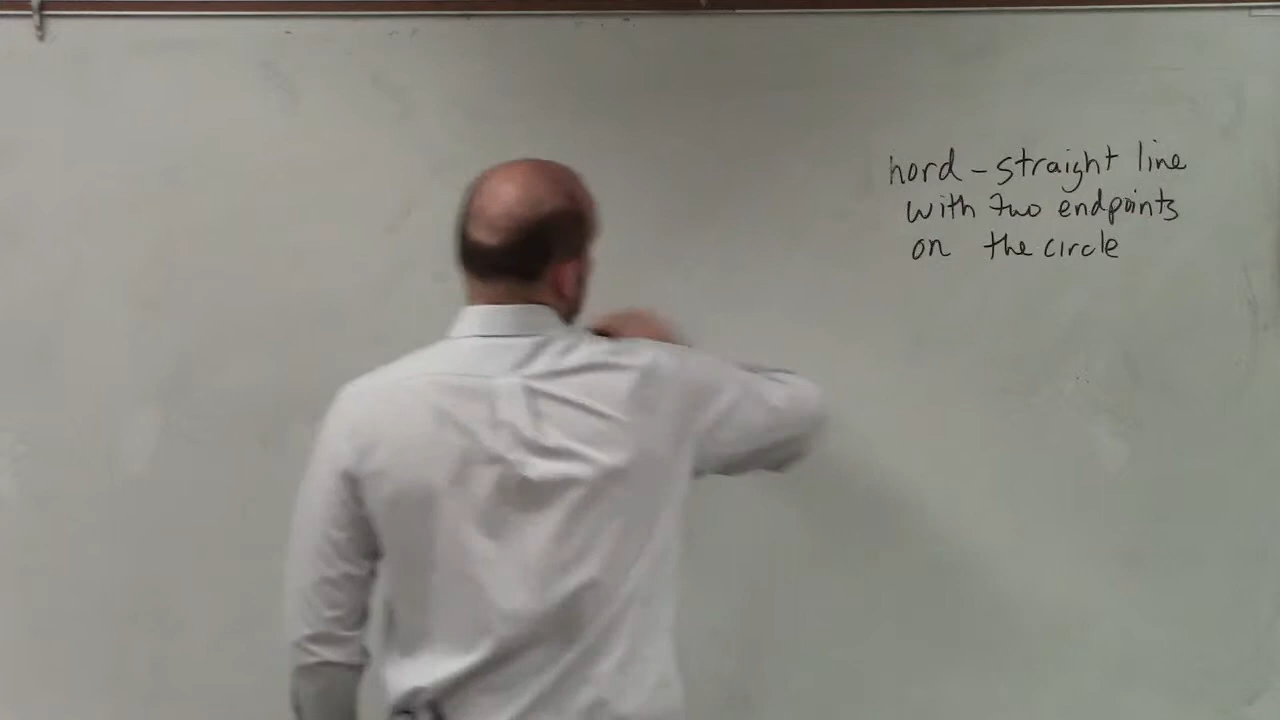 hord - straight line
with two endpoints
on the circle